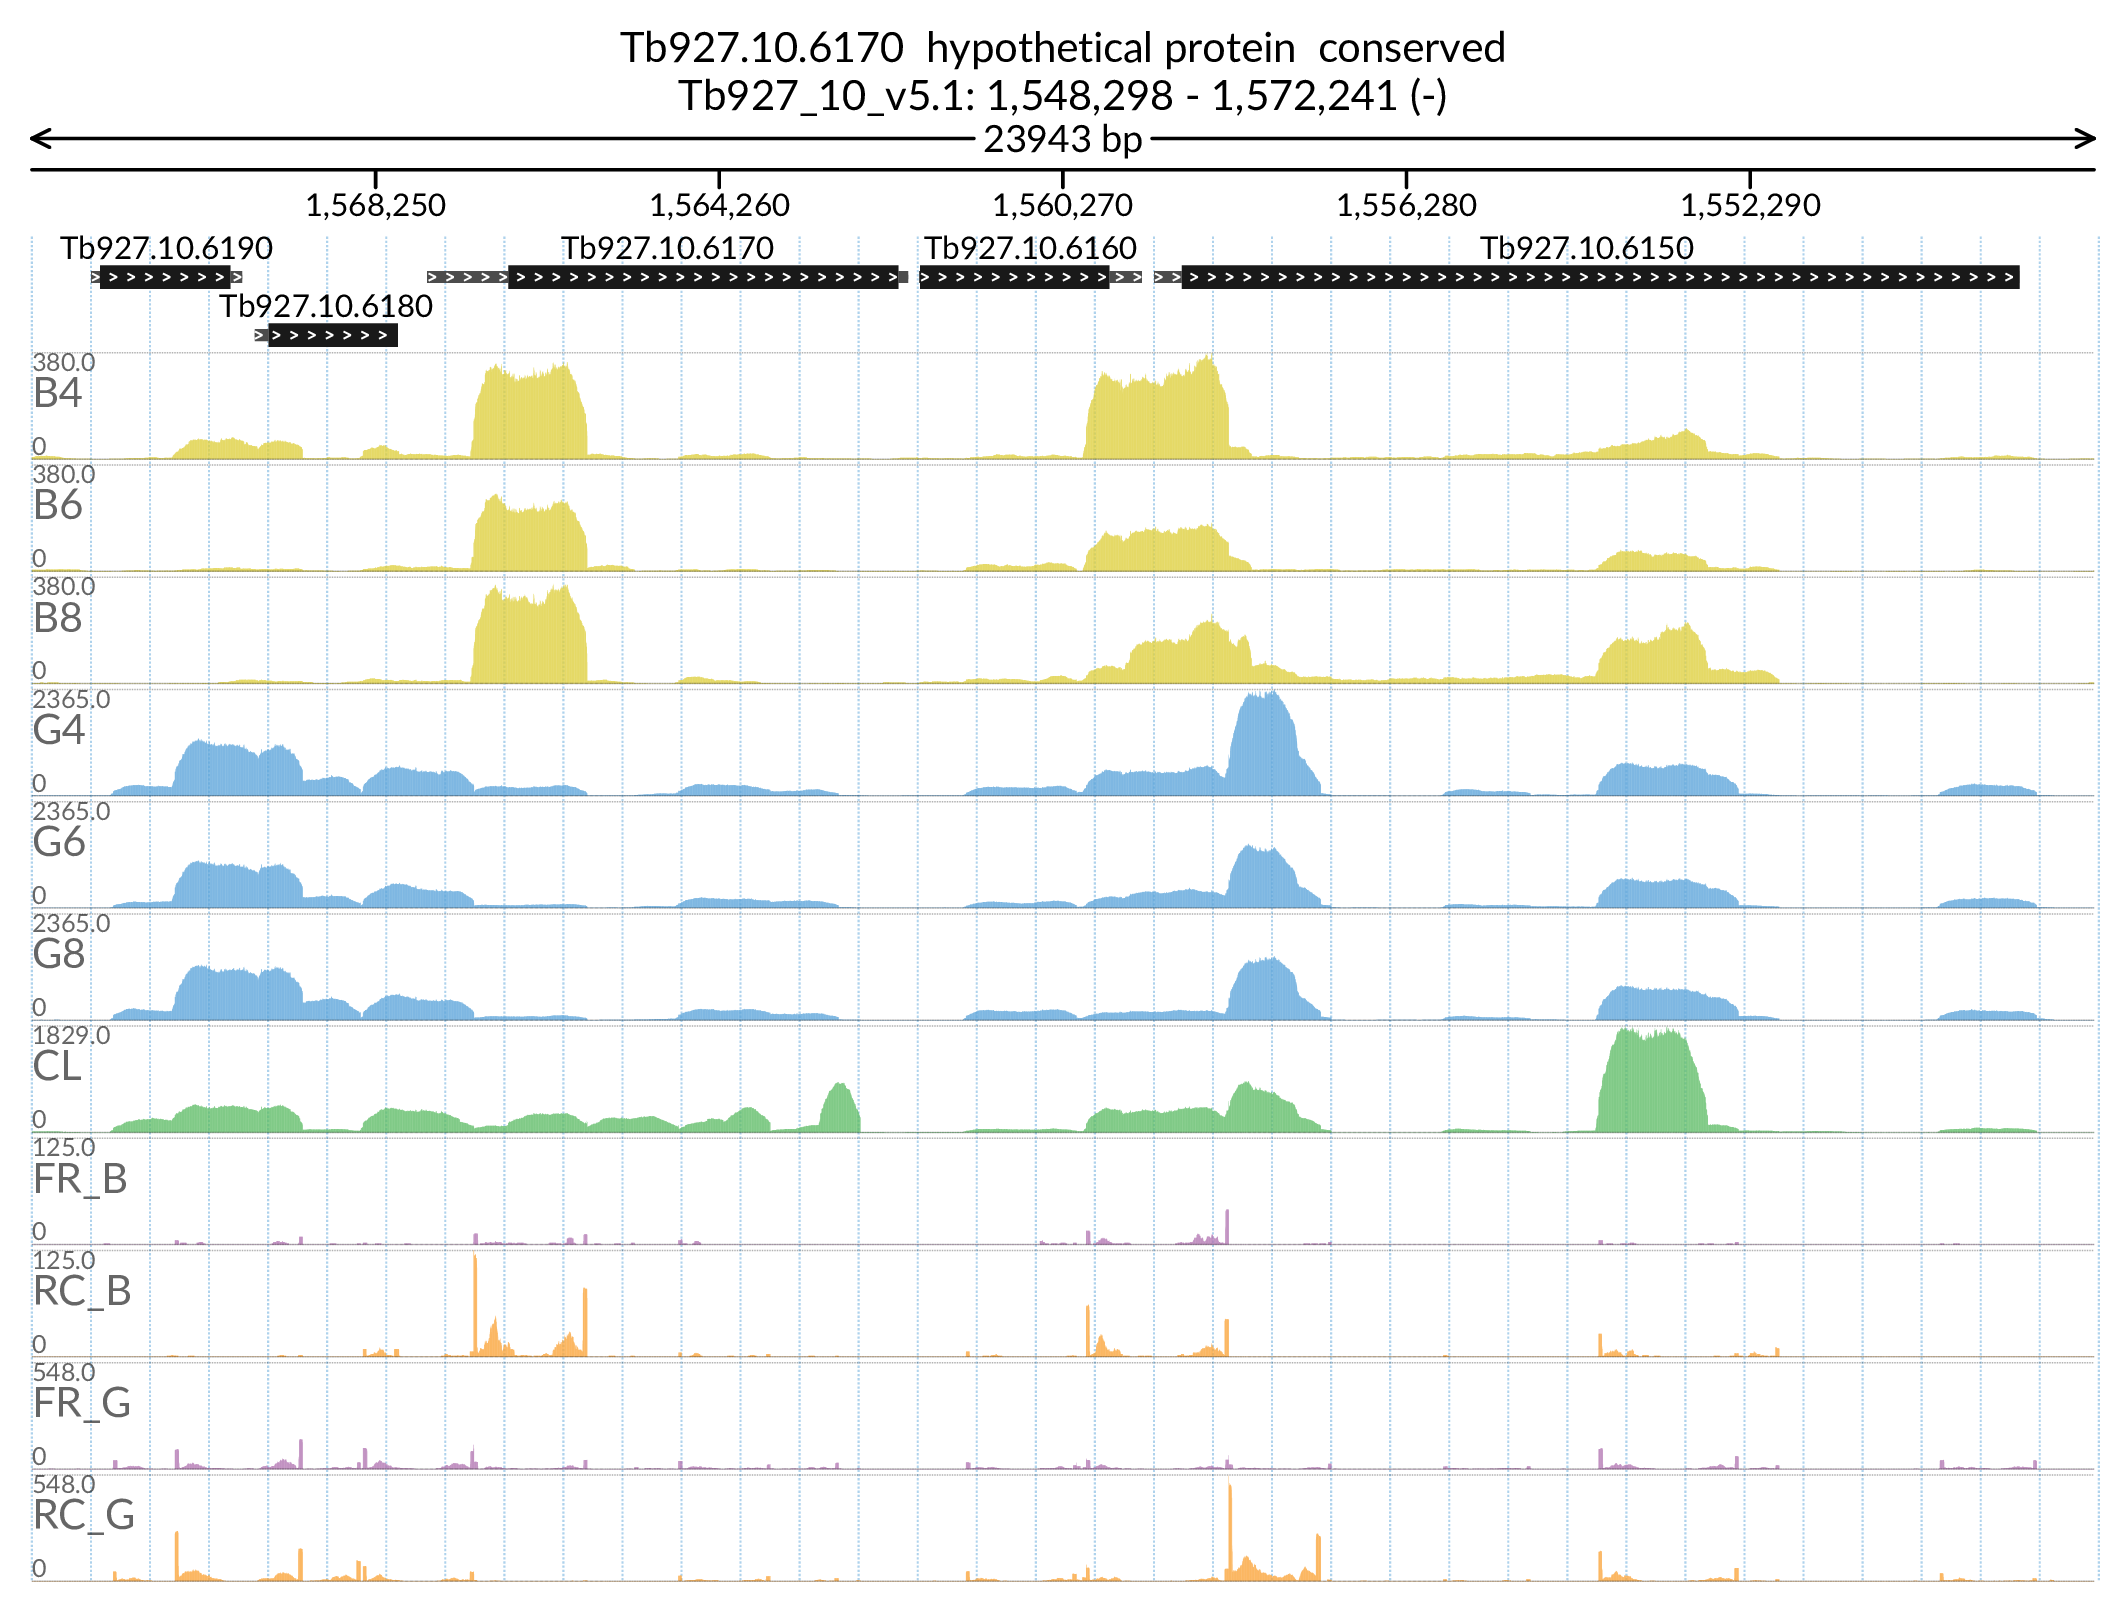 Tb927.10.6170  hypothetical protein  conserved
Tb927_10_v5.1: 1,548,298 - 1,572,241 (-)
23943 bp
1,568,250 1,564,260 1,560,270 1,556,280 1,552,290
Tb927.10.6190 Tb927.10.6170 Tb927.10.6160 Tb927.10.6150
Tb927.10.6180
380.0
B4
0
380.0
B6
0
380.0
B8
0
2365.0
G4
0
2365.0
G6
0
2365.0
G8
0
1829.0
CL
0
125.0
FR_B
0
125.0
RC_B
0
548.0
FR_G
0
548.0
RC_G
0